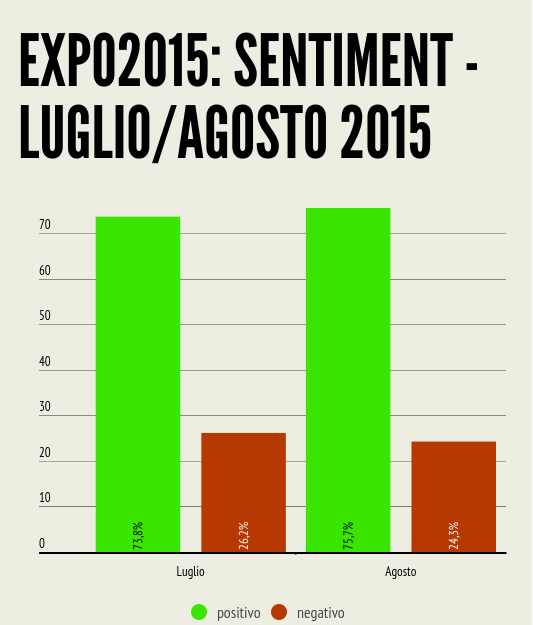 EXPO2015: SENTIMENT -
LUGLIO/AGOSTO 2015
70
60
50
40
30
20
10
0
73,8%
26,2%
75,7%
24,3%
Luglio
Agosto
positivo
negativo